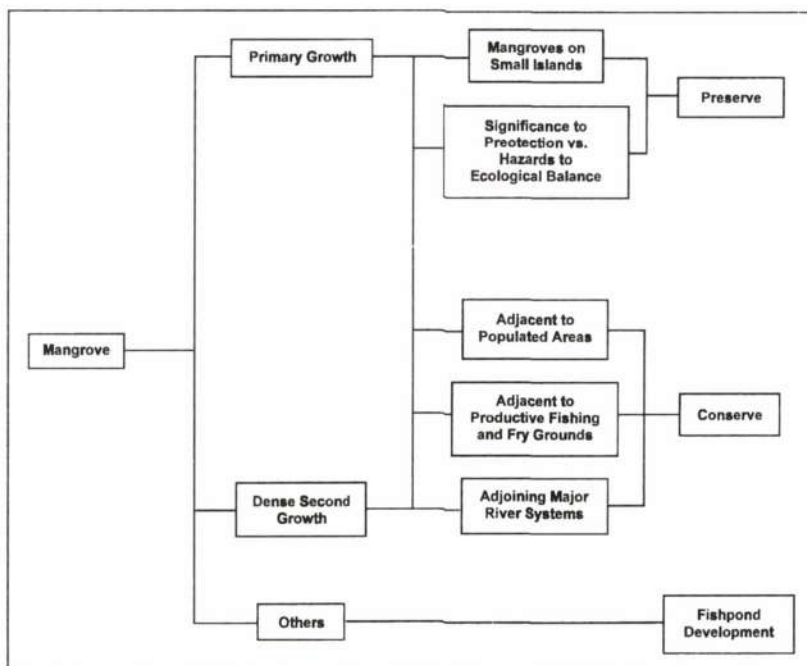 Primary Growth
Mangroves on
Small Islands
Preserve
Significance to
Preotection vs.
Hazards to
Ecological Balance
Mangrove
Adjacent to
Populated Areas
Adjacent to
Productive Fishing
and Fry Grounds
Conserve
Dense Second
Growth
Adjoining Major
River Systems
Others
Fishpond
Development